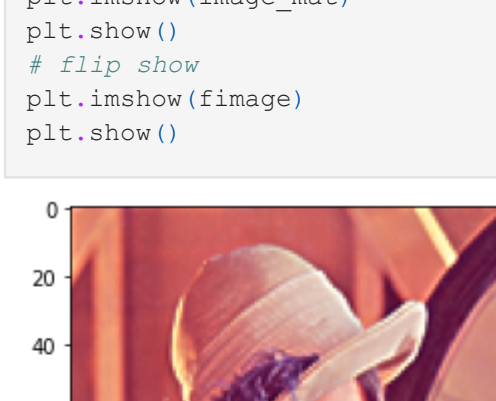 plt.imshow(image_mat)
plt.show()
# flip show
plt.imshow(fimage)
plt.show()
0
20
40